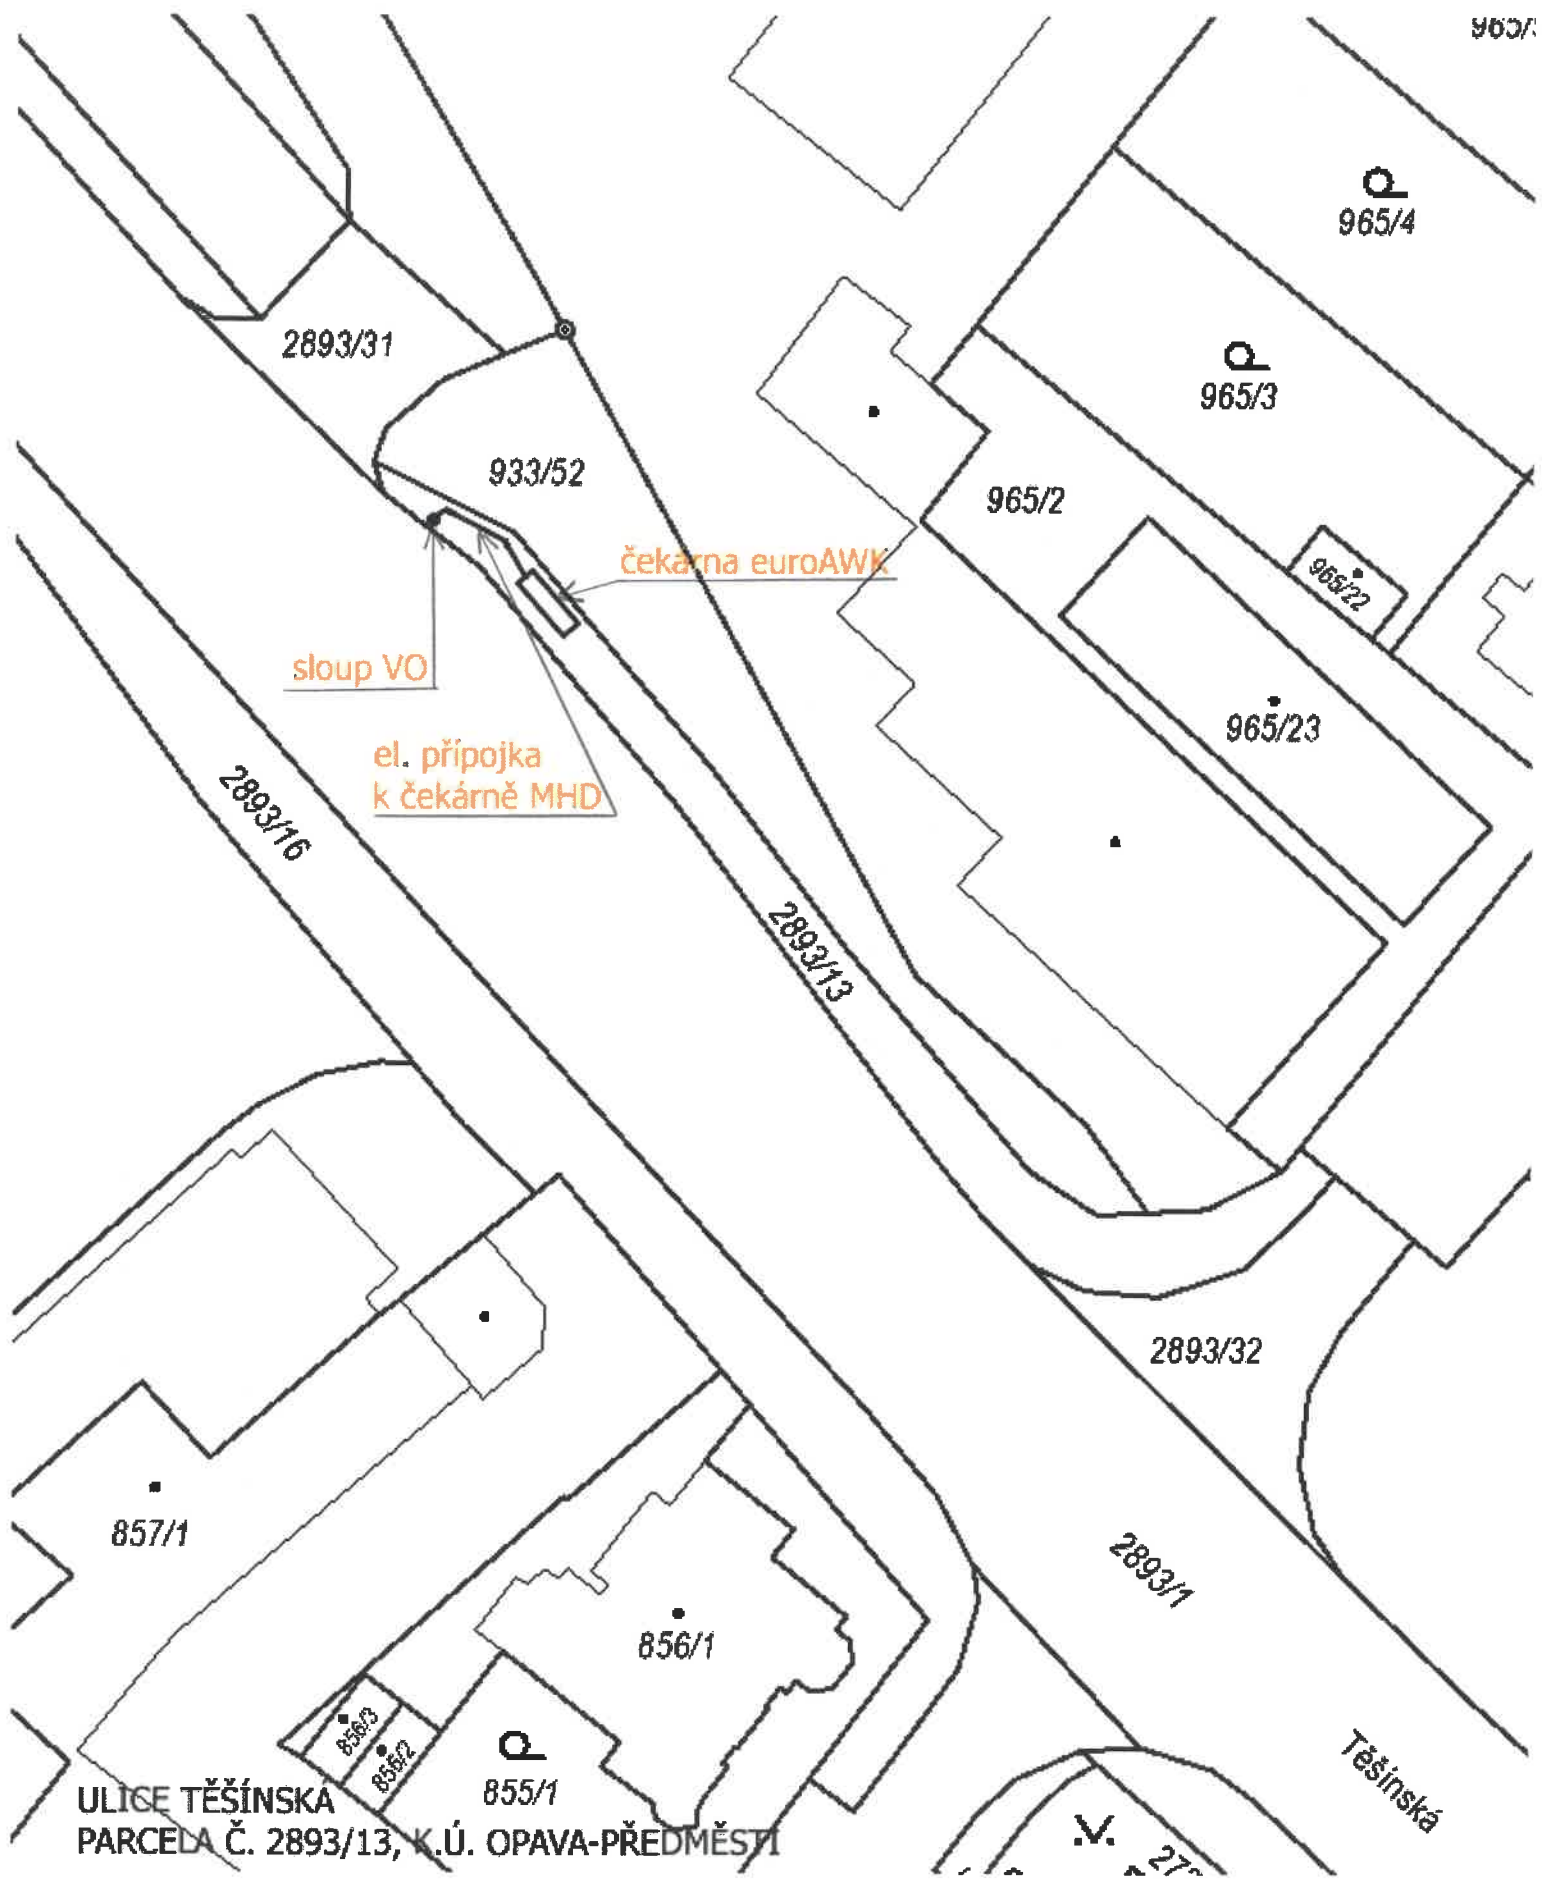 965/4
2893/31
965/3
933/52
965/2
čekárna euroAWK
965/22
sloup VO
965/23
el. přípojka
k čekárně MHD
2893/16
2893/13
2893/32
857/1
2893/1
856/1
856/3
856/2
855/1
Těšínská
ULICE TĚŠÍNSKÁ
PARCELA Č. 2893/13, K.Ú. OPAVA-PŘEDMĚSTÍ